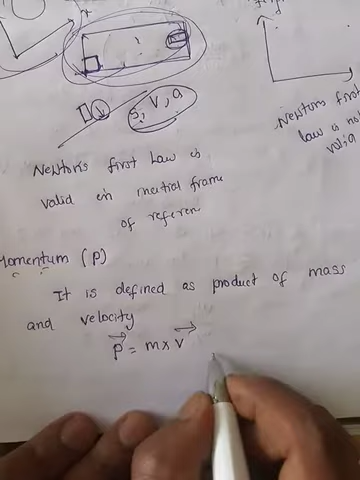 s, v, a
Newton's first Law is
valid in inertial frame
of referen
Newtons first
law is not
valid
Momentum (P)
It is defined as product of mass
and velocity
P = m x v